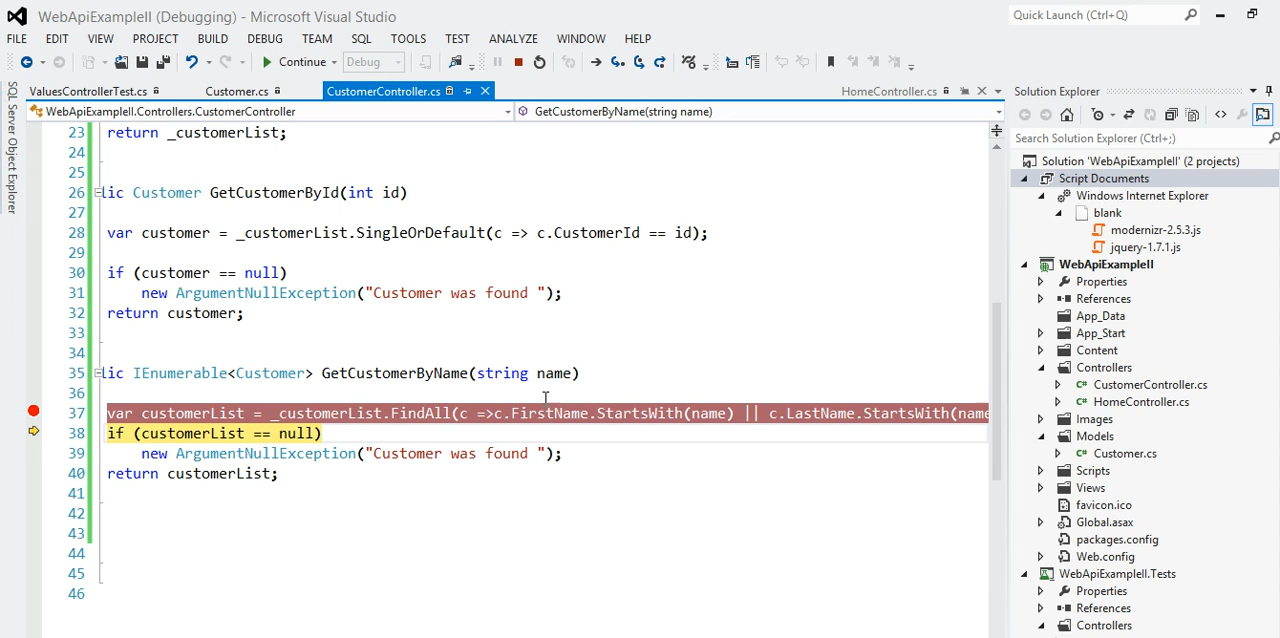 WebApiExampleII (Debugging) - Microsoft Visual Studio
Quick Launch (Ctrl+Q)
FILE EDIT VIEW PROJECT BUILD DEBUG TEAM SQL TOOLS TEST ANALYZE WINDOW HELP
Continue Debug
SQL Server Object Explorer
ValuesControllerTest.cs Customer.cs CustomerController.cs HomeController.cs
WebApiExampleII.Controllers.CustomerController GetCustomerByName(string name)
23 return _customerList;
24
25
26 lic Customer GetCustomerById(int id)
27
28 var customer = _customerList.SingleOrDefault(c => c.CustomerId == id);
29
30 if (customer == null)
31 new ArgumentNullException("Customer was found ");
32 return customer;
33
34
35 lic IEnumerable<Customer> GetCustomerByName(string name)
36
37 var customerList = _customerList.FindAll(c =>c.FirstName.StartsWith(name) || c.LastName.StartsWith(name
38 if (customerList == null)
39 new ArgumentNullException("Customer was found ");
40 return customerList;
41
42
43
44
45
46
Solution Explorer
Search Solution Explorer (Ctrl+;)
Solution 'WebApiExampleII' (2 projects)
Script Documents
Windows Internet Explorer
blank
modernizr-2.5.3.js
jquery-1.7.1.js
WebApiExampleII
Properties
References
App_Data
App_Start
Content
Controllers
C# CustomerController.cs
C# HomeController.cs
Images
Models
C# Customer.cs
Scripts
Views
favicon.ico
Global.asax
packages.config
Web.config
WebApiExampleII.Tests
Properties
References
Controllers